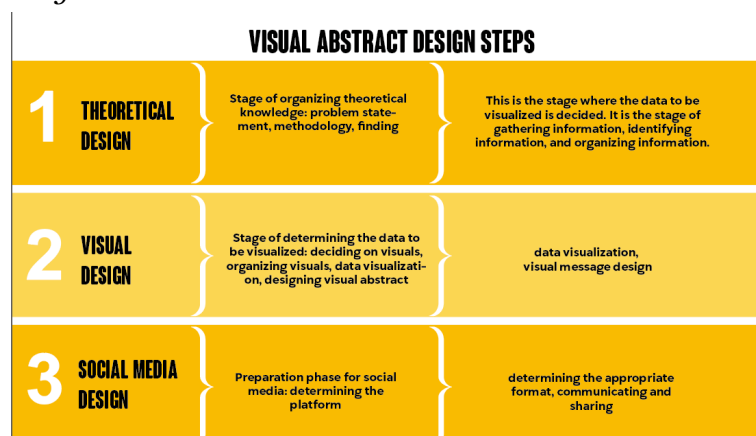 VISUAL ABSTRACT DESIGN STEPS
1
THEORETICAL
DESIGN
Stage of organizing theoretical
knowledge: problem state-
ment, methodology, finding
This is the stage where the data to be
visualized is decided. It is the stage of
gathering information, identifying
information, and organizing information.
2
VISUAL
DESIGN
Stage of determining the data to
be visualized: deciding on visuals,
organizing visuals, data visualizati-
on, designing visual abstract
data visualization,
visual message design
3
SOCIAL MEDIA
DESIGN
Preparation phase for social
media: determining the
platform
determining the appropriate
format, communicating and
sharing